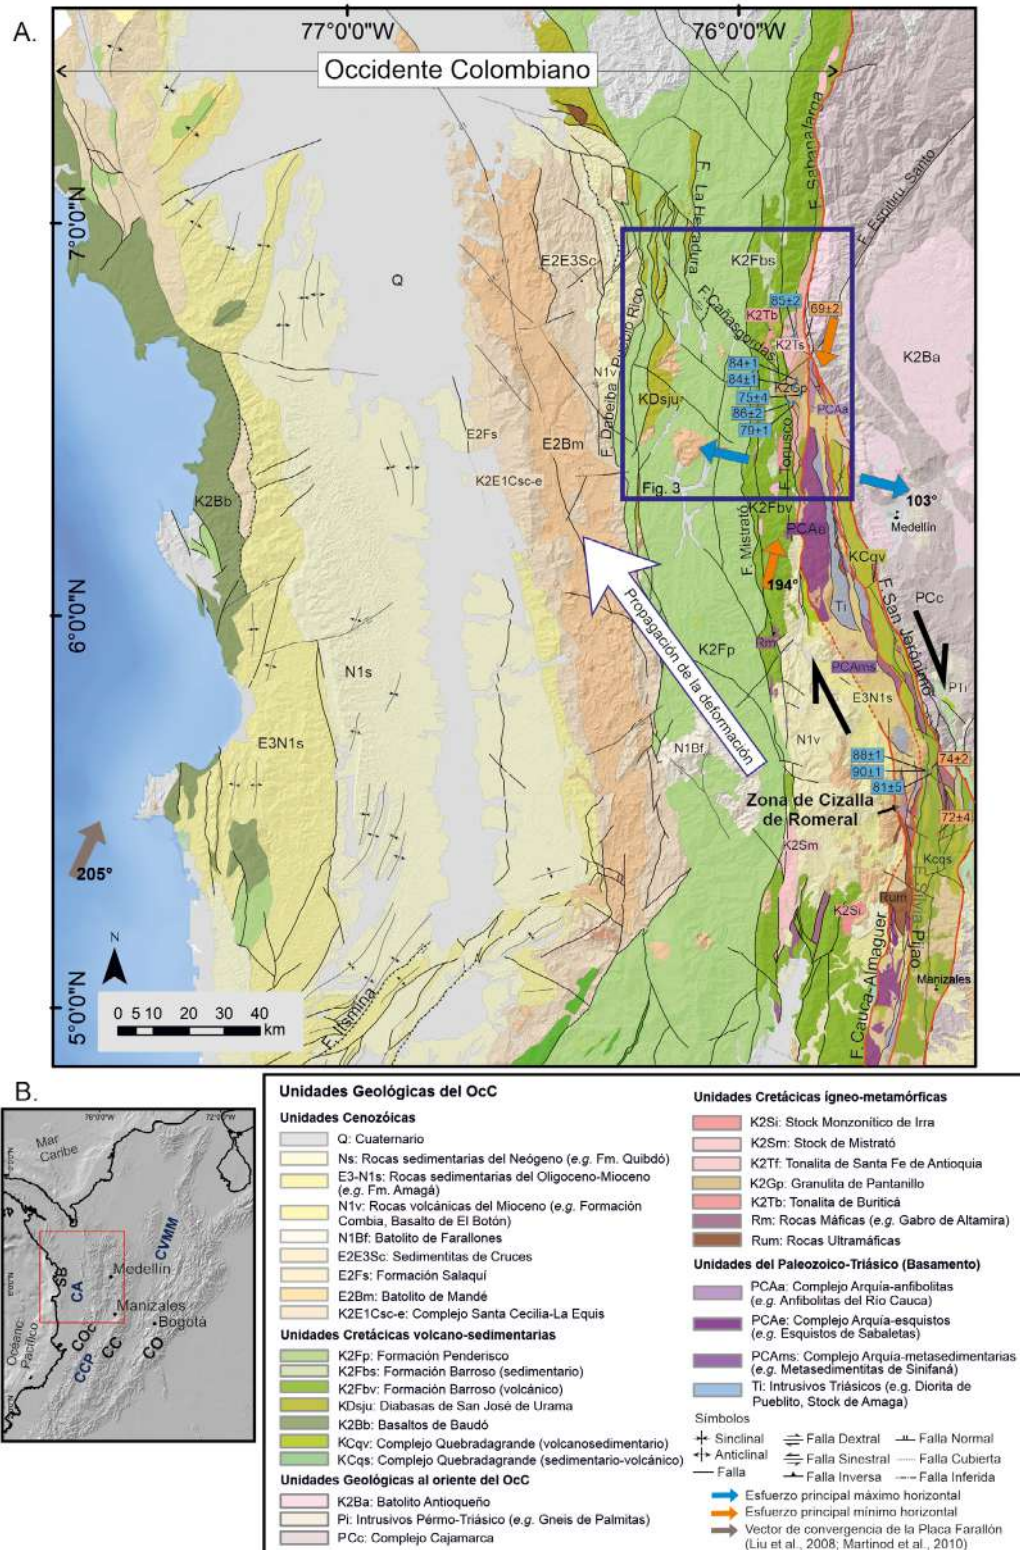 A.
77°0'0"W
76°0'0"W
Occidente Colombiano
F. Sabanalarga
F. Espiritu Santo
7°0'0"N
F. La Herradura
E2E3Sc
K2Fbs
Q
F. Cañasgordas
85±2
69±2
K2Tb
K2Ts
K2Ba
F. Dabeiba Pueblo Rico
N1v
84±1
84±1
K2Gp
75±4
KDsju
PCAa
86±2
79±1
E2Fs
E2Bm
F. Tonusco
K2E1Csc-e
Fig. 3
103°
K2Bb
K2Fbv
Medellín
PCAe
F. Mistrató
KCqv
194°
6°0'0"N
Ti
F. San Jerónimo
PCc
Propagación de la deformación
K2Fp
Rm
PCAms
PTi
N1s
E3N1s
E3N1s
N1v
N1Bf
88±1
74±2
90±1
81±5
Zona de Cizalla
de Romeral
72±4
205°
K2Sm
Kcqs
F. Silvia Pijao
Rum
K2Si
N
F. Cauca-Almaguer
Manizales
5°0'0"N
0 5 10 20 30 40
km
F. Itsmina
B.
76°0'0"W
72°0'0"W
Mar
Caribe
CVMM
Medellín
SB
CA
Manizales
Bogotá
Océano
Pacífico
COc
CCP
CC
CO
Unidades Geológicas del OcC
Unidades Cenozóicas
Q: Cuaternario
Ns: Rocas sedimentarias del Neógeno (e.g. Fm. Quibdó)
E3-N1s: Rocas sedimentarias del Oligoceno-Mioceno
(e.g. Fm. Amagá)
N1v: Rocas volcánicas del Mioceno (e.g. Formación
Combia, Basalto de El Botón)
N1Bf: Batolito de Farallones
E2E3Sc: Sedimentitas de Cruces
E2Fs: Formación Salaquí
E2Bm: Batolito de Mandé
K2E1Csc-e: Complejo Santa Cecilia-La Equis
Unidades Cretácicas volcano-sedimentarias
K2Fp: Formación Penderisco
K2Fbs: Formación Barroso (sedimentario)
K2Fbv: Formación Barroso (volcánico)
KDsju: Diabasas de San José de Urama
K2Bb: Basaltos de Baudó
KCqv: Complejo Quebradagrande (volcanosedimentario)
KCqs: Complejo Quebradagrande (sedimentario-volcánico)
Unidades Geológicas al oriente del OcC
K2Ba: Batolito Antioqueño
Pi: Intrusivos Pérmo-Triásico (e.g. Gneis de Palmitas)
PCc: Complejo Cajamarca
Unidades Cretácicas ígneo-metamórficas
K2Si: Stock Monzonítico de Irra
K2Sm: Stock de Mistrató
K2Tf: Tonalita de Santa Fe de Antioquia
K2Gp: Granulita de Pantanillo
K2Tb: Tonalita de Buriticá
Rm: Rocas Máficas (e.g. Gabro de Altamira)
Rum: Rocas Ultramáficas
Unidades del Paleozoico-Triásico (Basamento)
PCAa: Complejo Arquía-anfibolitas
(e.g. Anfibolitas del Río Cauca)
PCAe: Complejo Arquía-esquistos
(e.g. Esquistos de Sabaletas)
PCAms: Complejo Arquía-metasedimentarias
(e.g. Metasedimentitas de Sinifaná)
Ti: Intrusivos Triásicos (e.g. Diorita de
Pueblito, Stock de Amaga)
Símbolos
Sinclinal
Falla Dextral
Falla Normal
Anticlinal
Falla Sinestral
Falla Cubierta
Falla
Falla Inversa
Falla Inferida
Esfuerzo principal máximo horizontal
Esfuerzo principal mínimo horizontal
Vector de convergencia de la Placa Farallón
(Liu et al., 2008; Martinod et al., 2010)